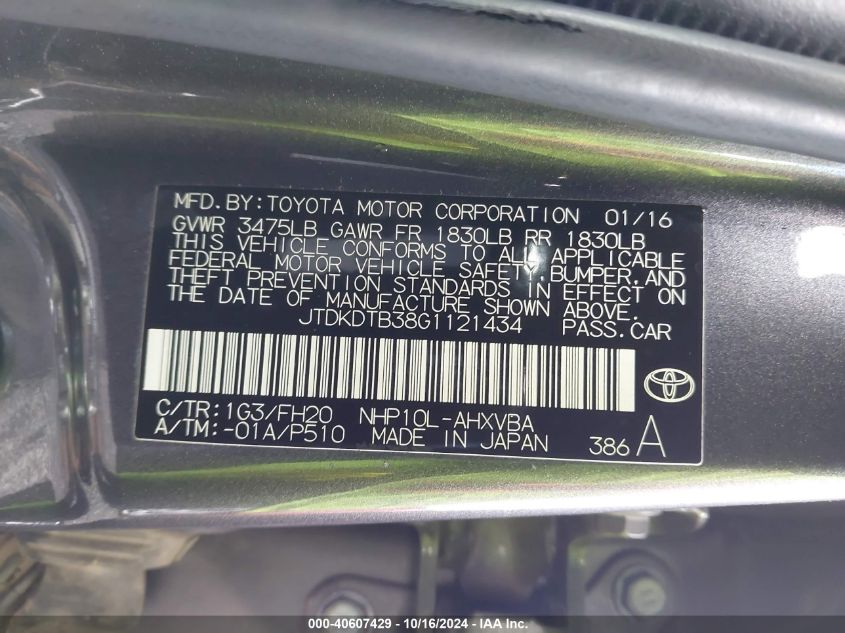 MFD. BY: TOYOTA MOTOR CORPORATION 01/16
GVWR 3475LB GAWR FR 1830LB RR 1830LB
THIS VEHICLE CONFORMS TO ALL APPLICABLE
FEDERAL MOTOR VEHICLE SAFETY, BUMPER, AND
THEFT PREVENTION STANDARDS IN EFFECT ON
THE DATE OF MANUFACTURE SHOWN ABOVE.
JTDKDTB38G1121434 PASS.CAR
C/TR:1G3/FH20 NHP10L-AHXVBA
A/TM:-01A/P510 MADE IN JAPAN 386 A
000-40607429 - 10/16/2024 - IAA Inc.